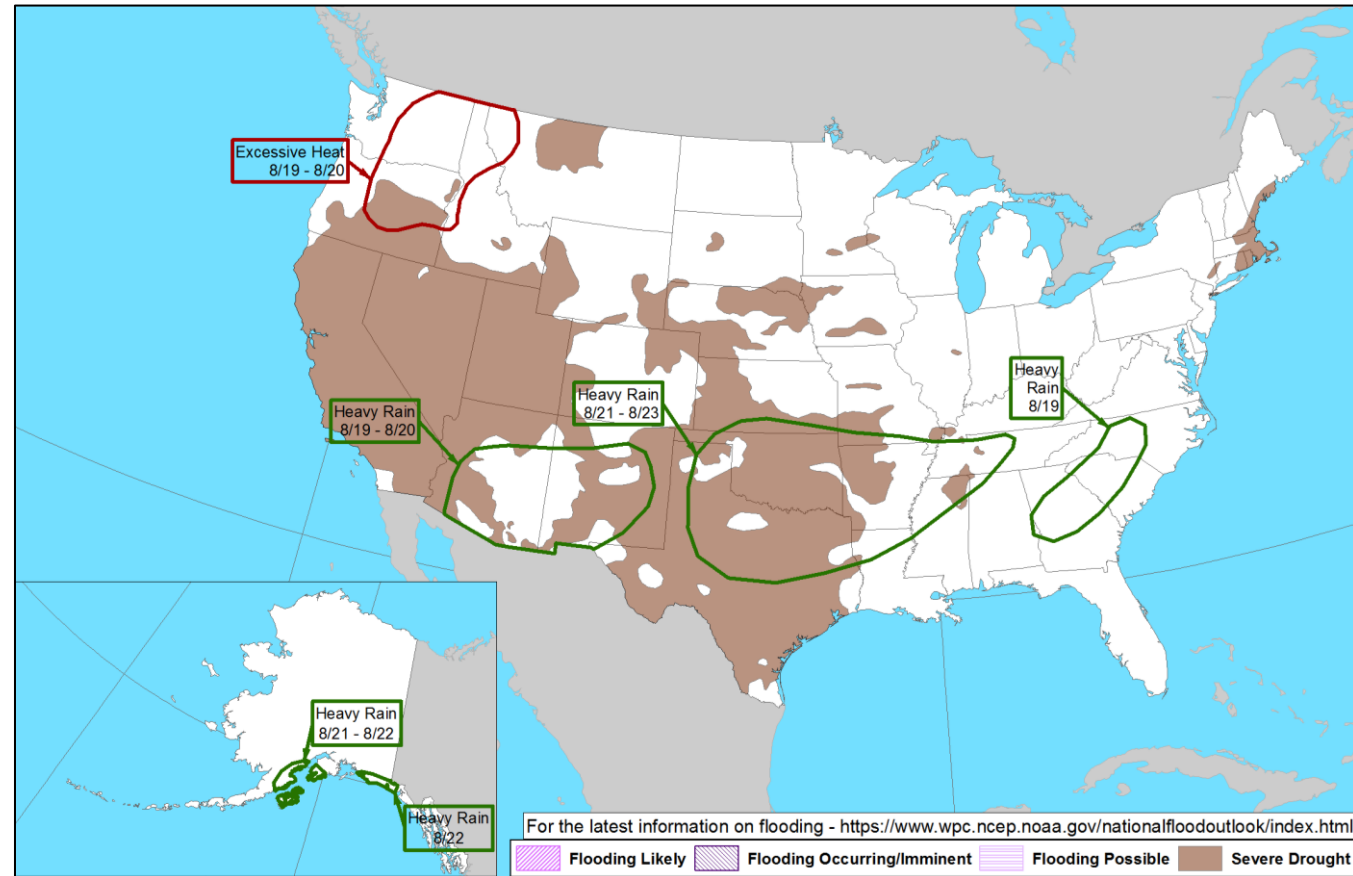 Excessive Heat
8/19 - 8/20
Heavy Rain
8/19 - 8/20
Heavy Rain
8/21 - 8/23
Heavy
Rain
8/19
Heavy Rain
8/21 - 8/22
Heavy Rain
8/22
For the latest information on flooding - https://www.wpc.ncep.noaa.gov/nationalfloodoutlook/index.html
Flooding Likely
Flooding Occurring/Imminent
Flooding Possible
Severe Drought